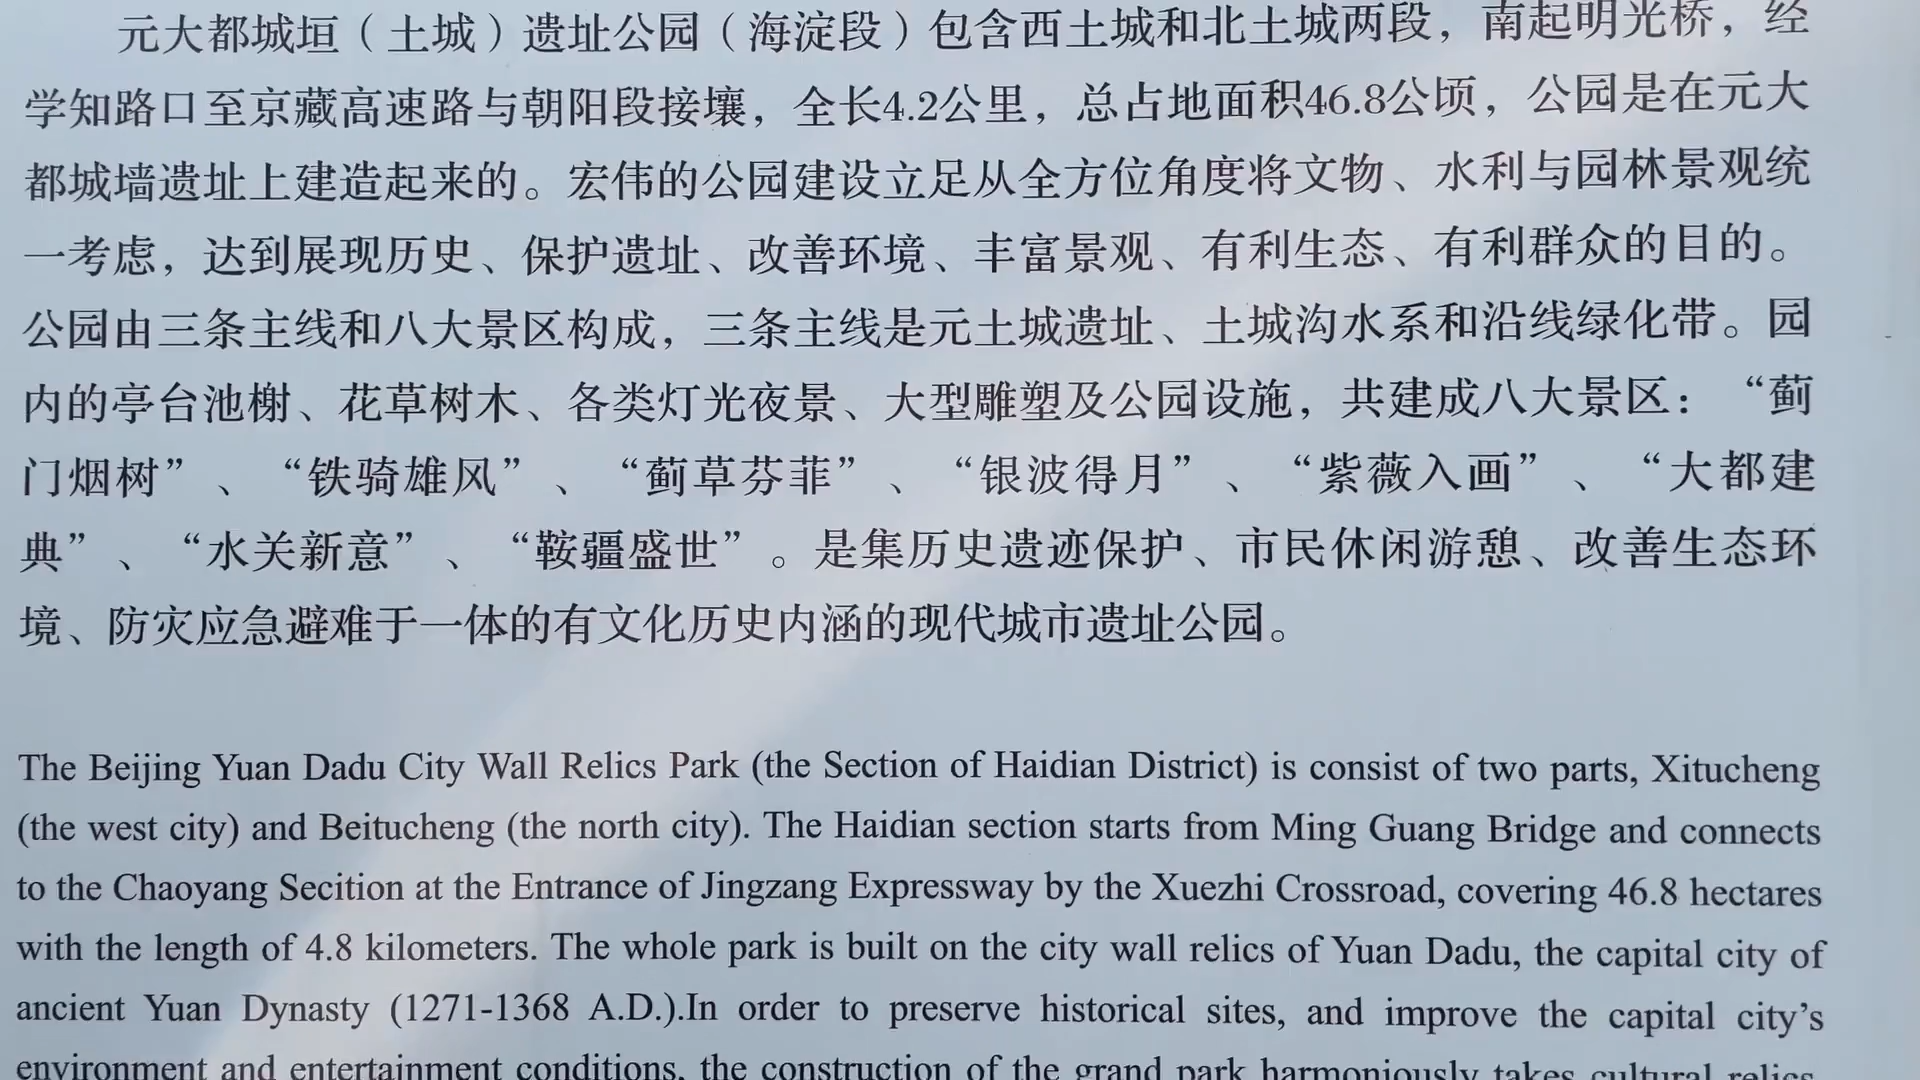 元大都城垣（土城）遗址公园（海淀段）包含西土城和北土城两段，南起明光桥，经
学知路口至京藏高速路与朝阳段接壤，全长4.2公里，总占地面积46.8公顷，公园是在元大
都城墙遗址上建造起来的。宏伟的公园建设立足从全方位角度将文物、水利与园林景观统
一考虑，达到展现历史、保护遗址、改善环境、丰富景观、有利生态、有利群众的目的。
公园由三条主线和八大景区构成，三条主线是元土城遗址、土城沟水系和沿线绿化带。园
内的亭台池榭、花草树木、各类灯光夜景、大型雕塑及公园设施，共建成八大景区：“蓟
门烟树”、“铁骑雄风”、“蓟草芬菲”、“银波得月”、“紫薇入画”、“大都建
典”、“水关新意”、“鞍疆盛世”。是集历史遗迹保护、市民休闲游憩、改善生态环
境、防灾应急避难于一体的有文化历史内涵的现代城市遗址公园。
The Beijing Yuan Dadu City Wall Relics Park (the Section of Haidian District) is consist of two parts, Xitucheng
(the west city) and Beitucheng (the north city). The Haidian section starts from Ming Guang Bridge and connects
to the Chaoyang Secition at the Entrance of Jingzang Expressway by the Xuezhi Crossroad, covering 46.8 hectares
with the length of 4.8 kilometers. The whole park is built on the city wall relics of Yuan Dadu, the capital city of
ancient Yuan Dynasty (1271-1368 A.D.).In order to preserve historical sites, and improve the capital city’s
environment and entertainment conditions, the construction of the grand park harmoniously takes cultural relics,